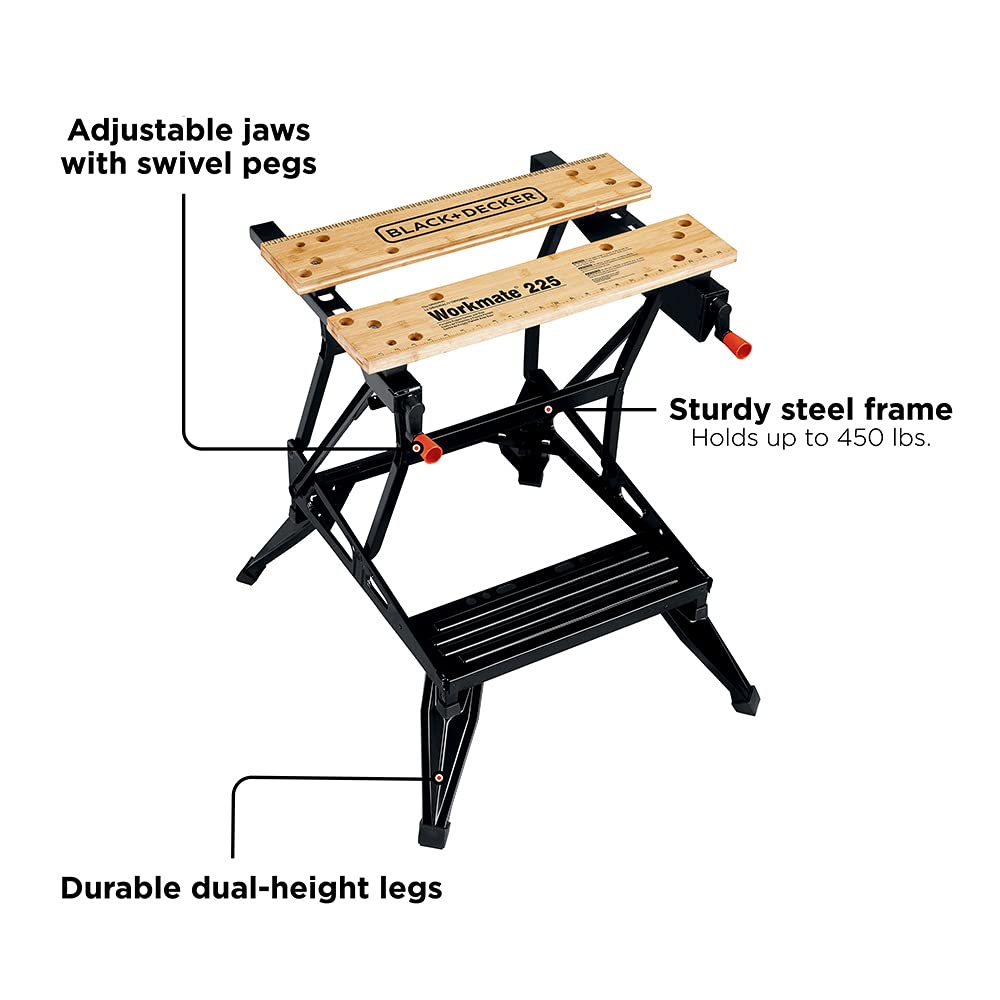 Adjustable jaws
with swivel pegs
BLACK+DECKER
Workmate® 225
Sturdy steel frame
Holds up to 450 lbs.
Durable dual-height legs